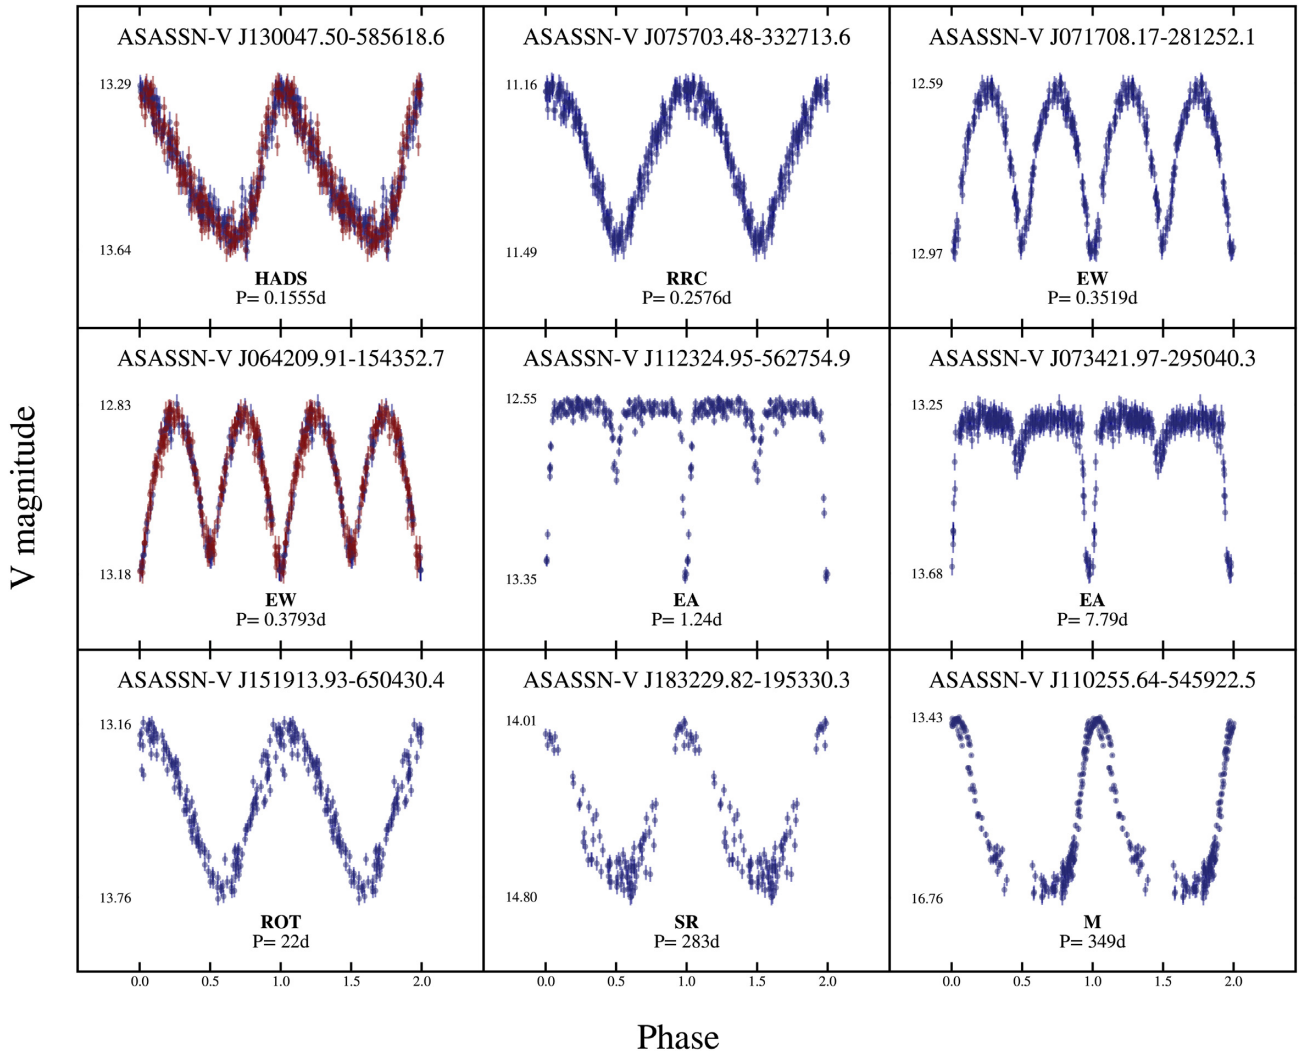 ASASSN-V J130047.50-585618.6
13.29
13.64
HADS
P= 0.1555d
ASASSN-V J075703.48-332713.6
11.16
11.49
RRC
P= 0.2576d
ASASSN-V J071708.17-281252.1
12.59
12.97
EW
P= 0.3519d
ASASSN-V J064209.91-154352.7
12.83
13.18
EW
P= 0.3793d
ASASSN-V J112324.95-562754.9
12.55
13.35
EA
P= 1.24d
ASASSN-V J073421.97-295040.3
13.25
13.68
EA
P= 7.79d
ASASSN-V J151913.93-650430.4
13.16
13.76
ROT
P= 22d
ASASSN-V J183229.82-195330.3
14.01
14.80
SR
P= 283d
ASASSN-V J110255.64-545922.5
13.43
16.76
M
P= 349d
0.0 0.5 1.0 1.5 2.0
0.0 0.5 1.0 1.5 2.0
0.0 0.5 1.0 1.5 2.0
V magnitude
Phase